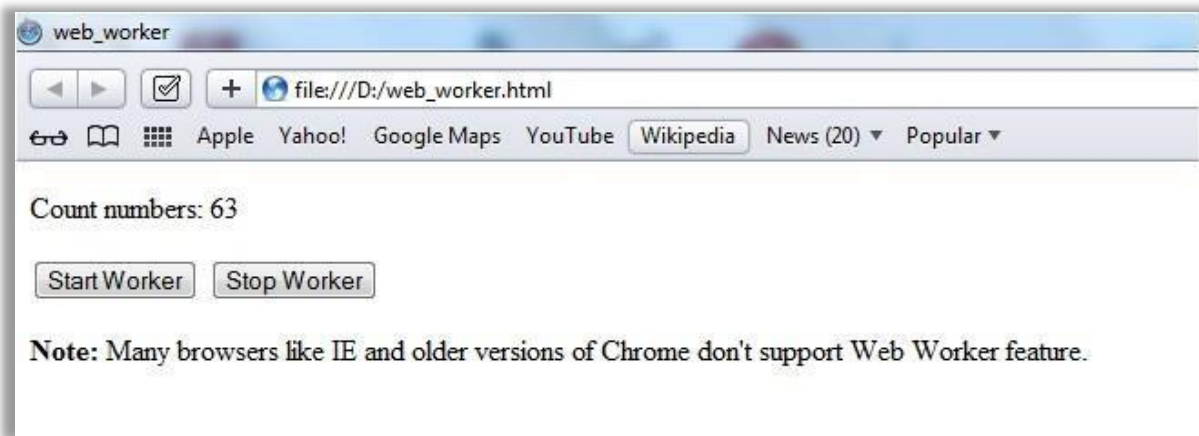 web_worker
file:///D:/web_worker.html
Apple Yahoo! Google Maps YouTube Wikipedia News (20) Popular
Count numbers: 63
Start Worker Stop Worker
Note: Many browsers like IE and older versions of Chrome don't support Web Worker feature.